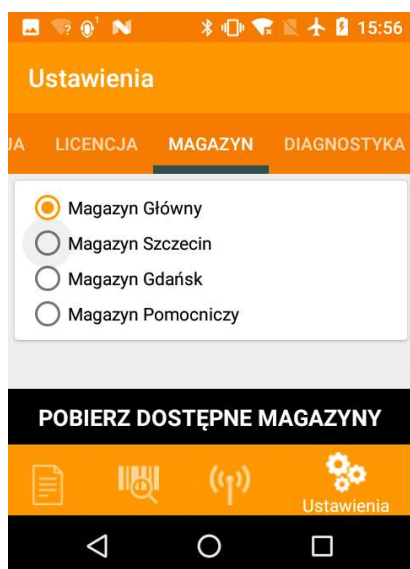 15:56
Ustawienia
JA LICENCJA MAGAZYN DIAGNOSTYKA
Magazyn Główny
Magazyn Szczecin
Magazyn Gdańsk
Magazyn Pomocniczy
POBIERZ DOSTĘPNE MAGAZYNY
Ustawienia